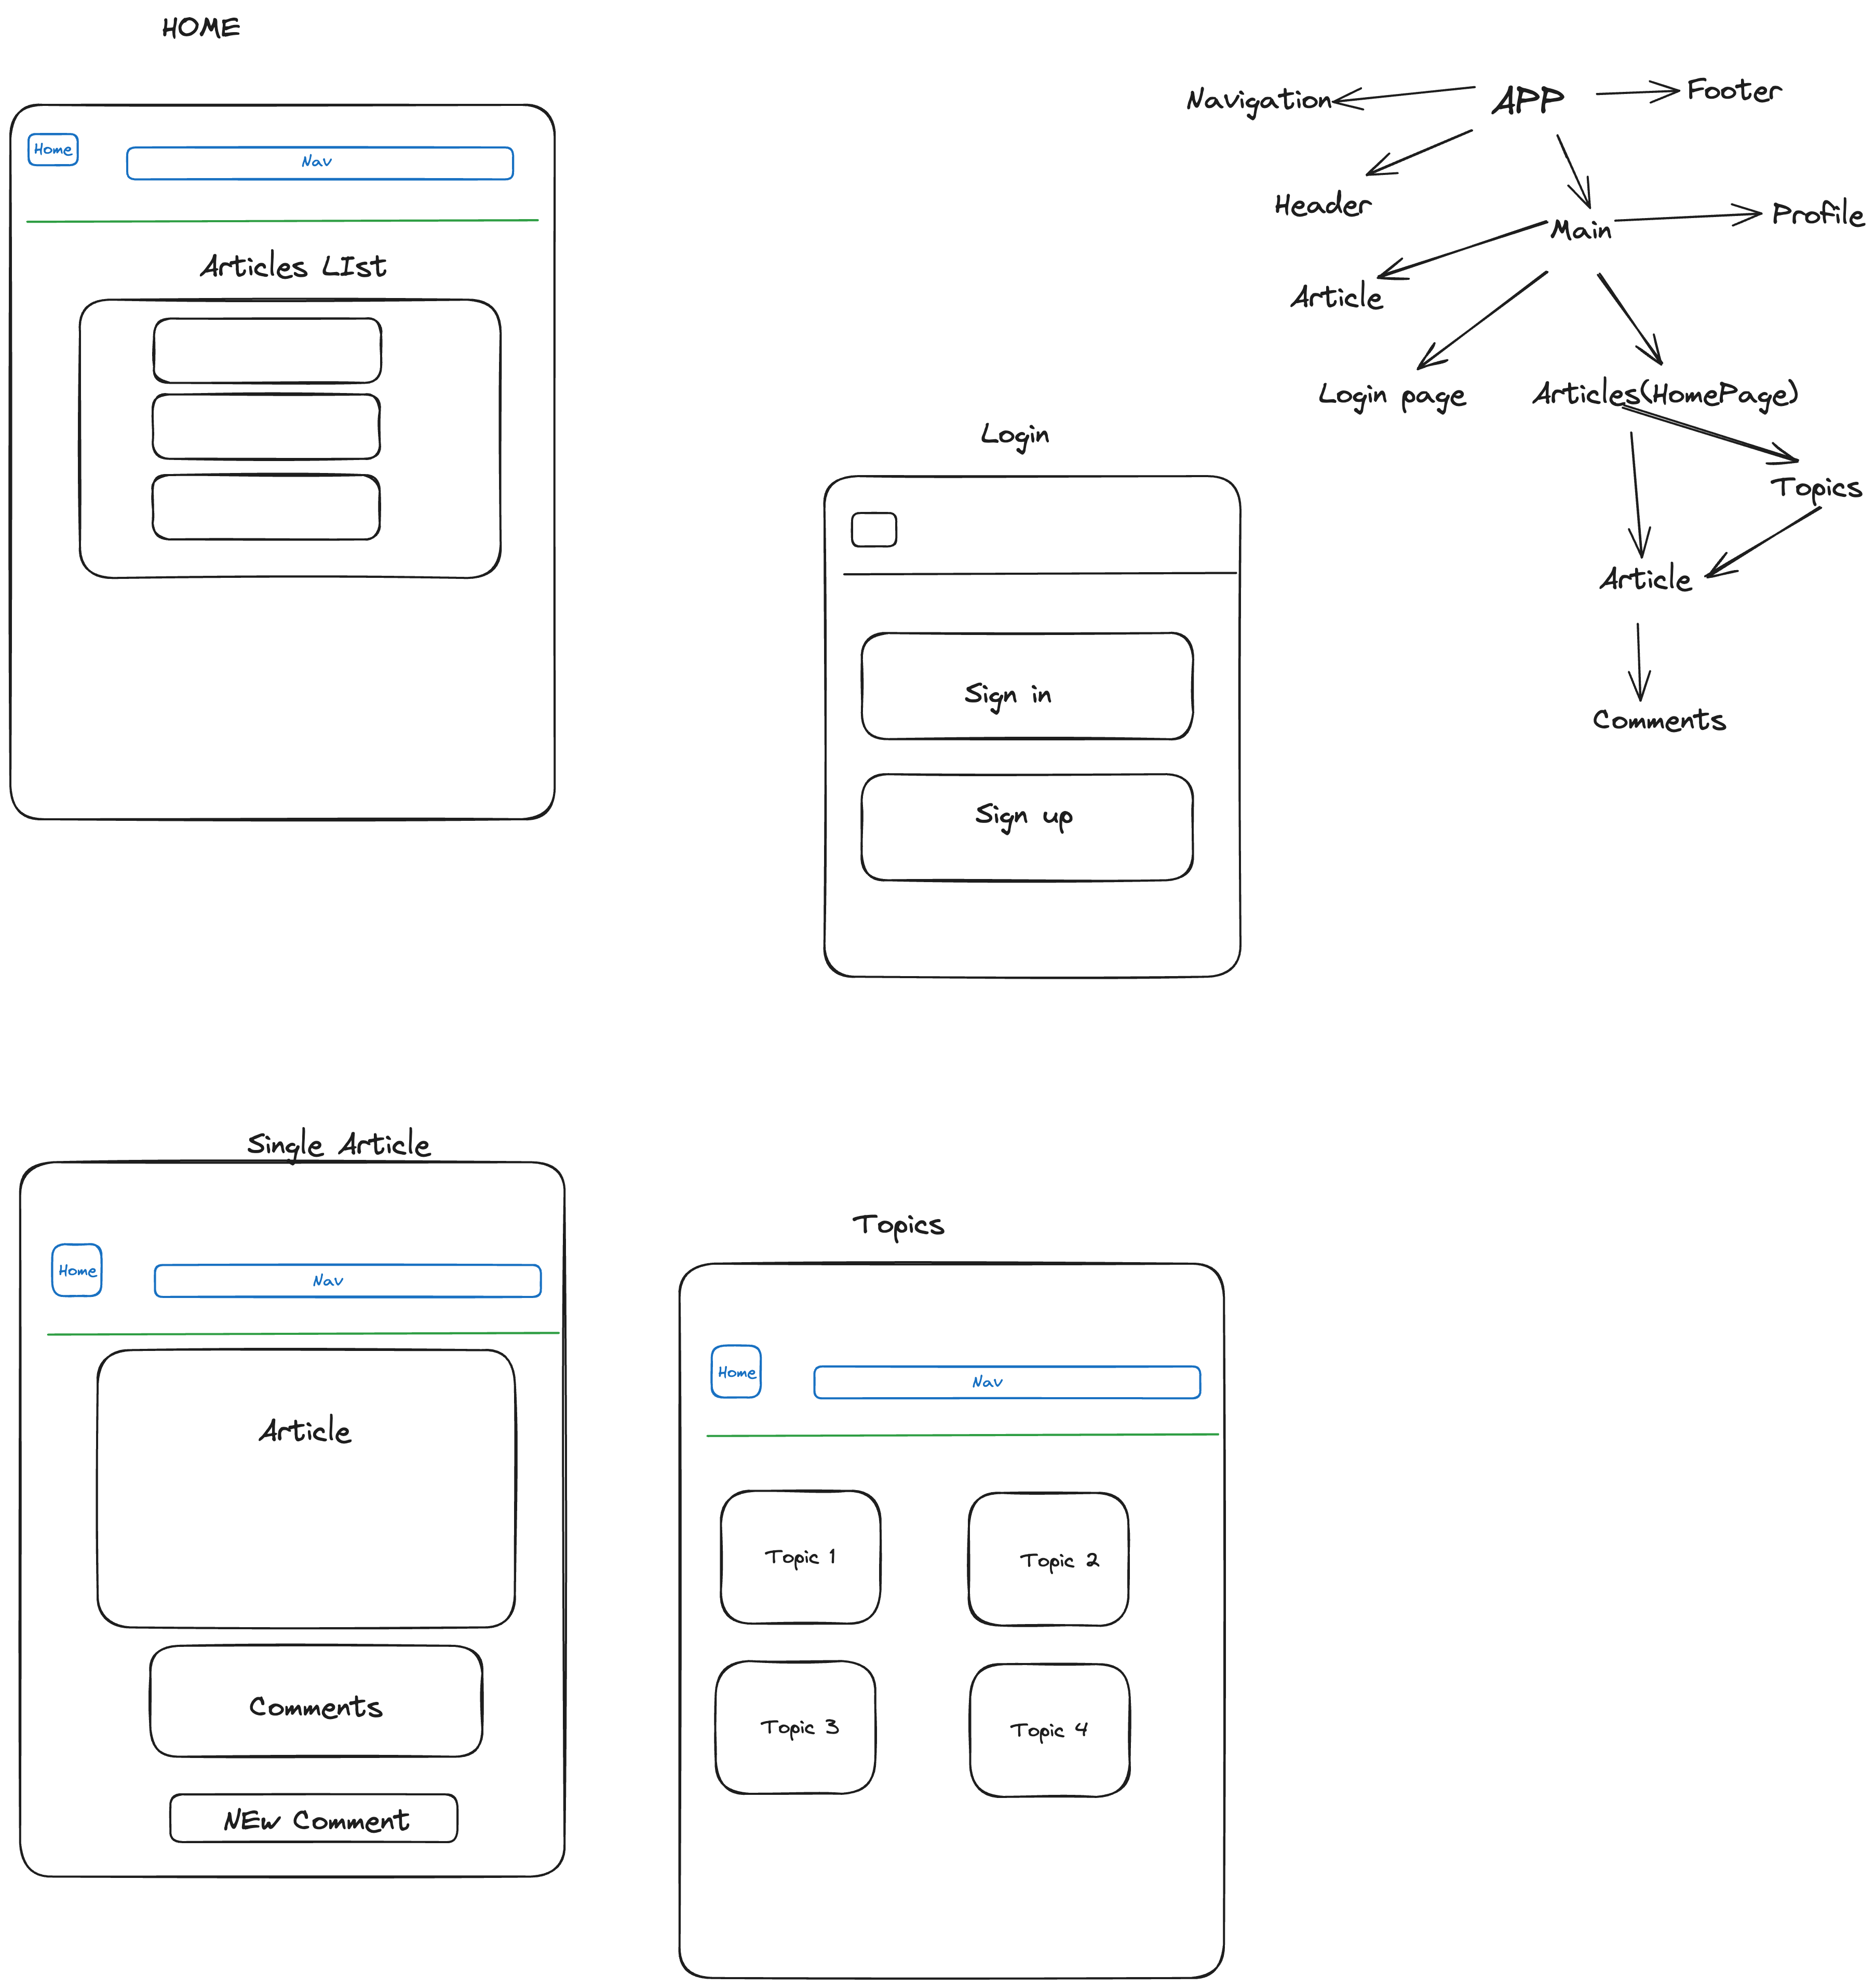 HOME
Home
Nav
Articles LIst
Navigation
APP
Footer
Header
Main
Profile
Article
Login page
Articles(HomePage)
Topics
Article
Comments
Login
Sign in
Sign up
Single Article
Home
Nav
Article
Comments
NEw Comment
Topics
Home
Nav
Topic 1
Topic 2
Topic 3
Topic 4